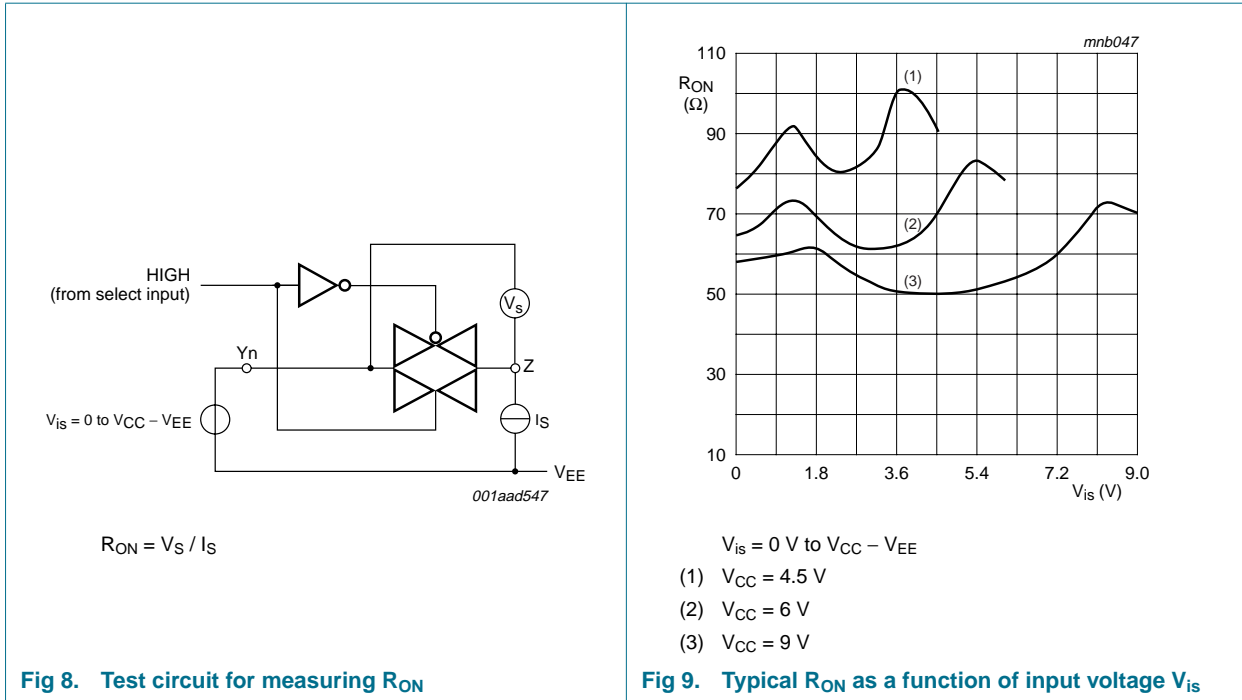 HIGH
(from select input)
Yn
Vis = 0 to VCC − VEE
Vs
Z
IS
VEE
001aad547
RON = VS / IS
Fig 8. Test circuit for measuring RON
mnb047
RON
(Ω)
110
90
70
50
30
10
0
1.8
3.6
5.4
7.2
9.0
Vis (V)
(1)
(2)
(3)
Vis = 0 V to VCC − VEE
(1) VCC = 4.5 V
(2) VCC = 6 V
(3) VCC = 9 V
Fig 9. Typical RON as a function of input voltage Vis